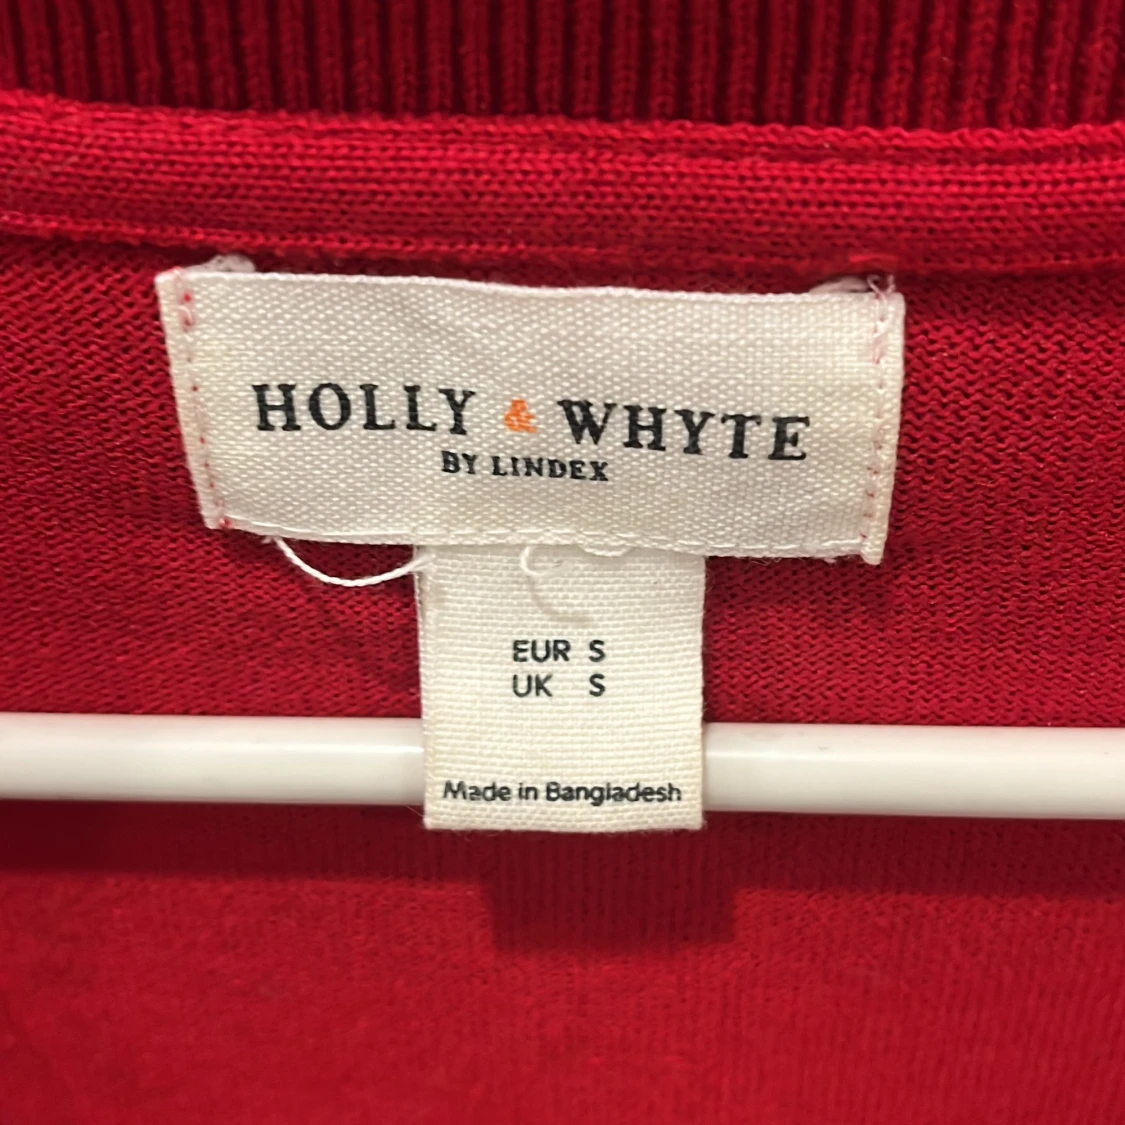 HOLLY & WHYTE
BY LINDEX
EUR S
UK S
Made in Bangladesh